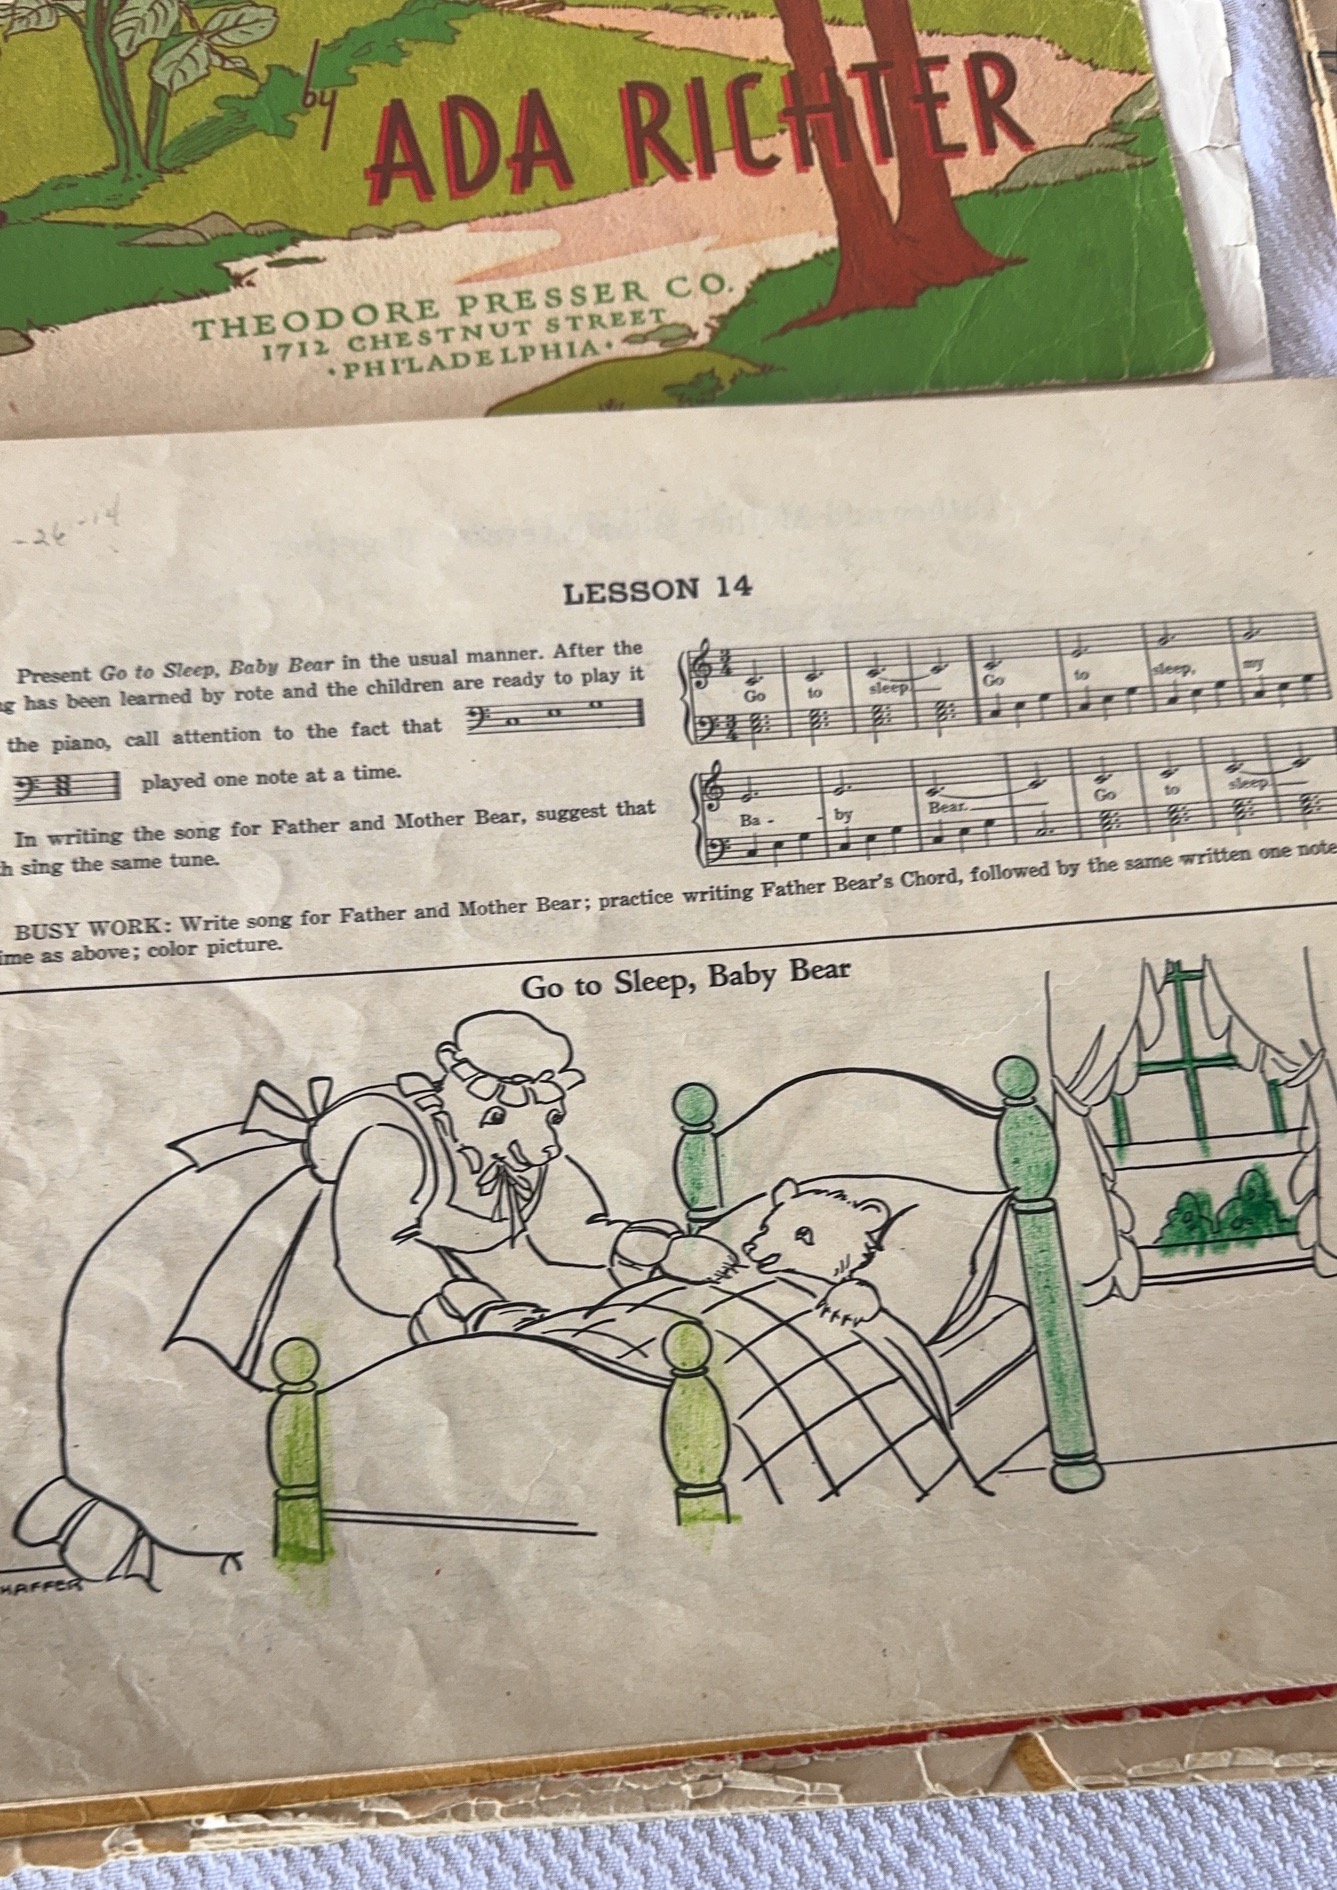 by
ADA RICHTER
THEODORE PRESSER CO.
1712 CHESTNUT STREET
· PHILADELPHIA ·
-26 -14
LESSON 14
Present Go to Sleep, Baby Bear in the usual manner. After the
has been learned by rote and the children are ready to play it
the piano, call attention to the fact that
played one note at a time.
In writing the song for Father and Mother Bear, suggest that
sing the same tune.
Go to sleep Go to sleep, my
Ba - - by Bear. Go to sleep
BUSY WORK: Write song for Father and Mother Bear; practice writing Father Bear's Chord, followed by the same written one note
as above; color picture.
Go to Sleep, Baby Bear
HAFFER